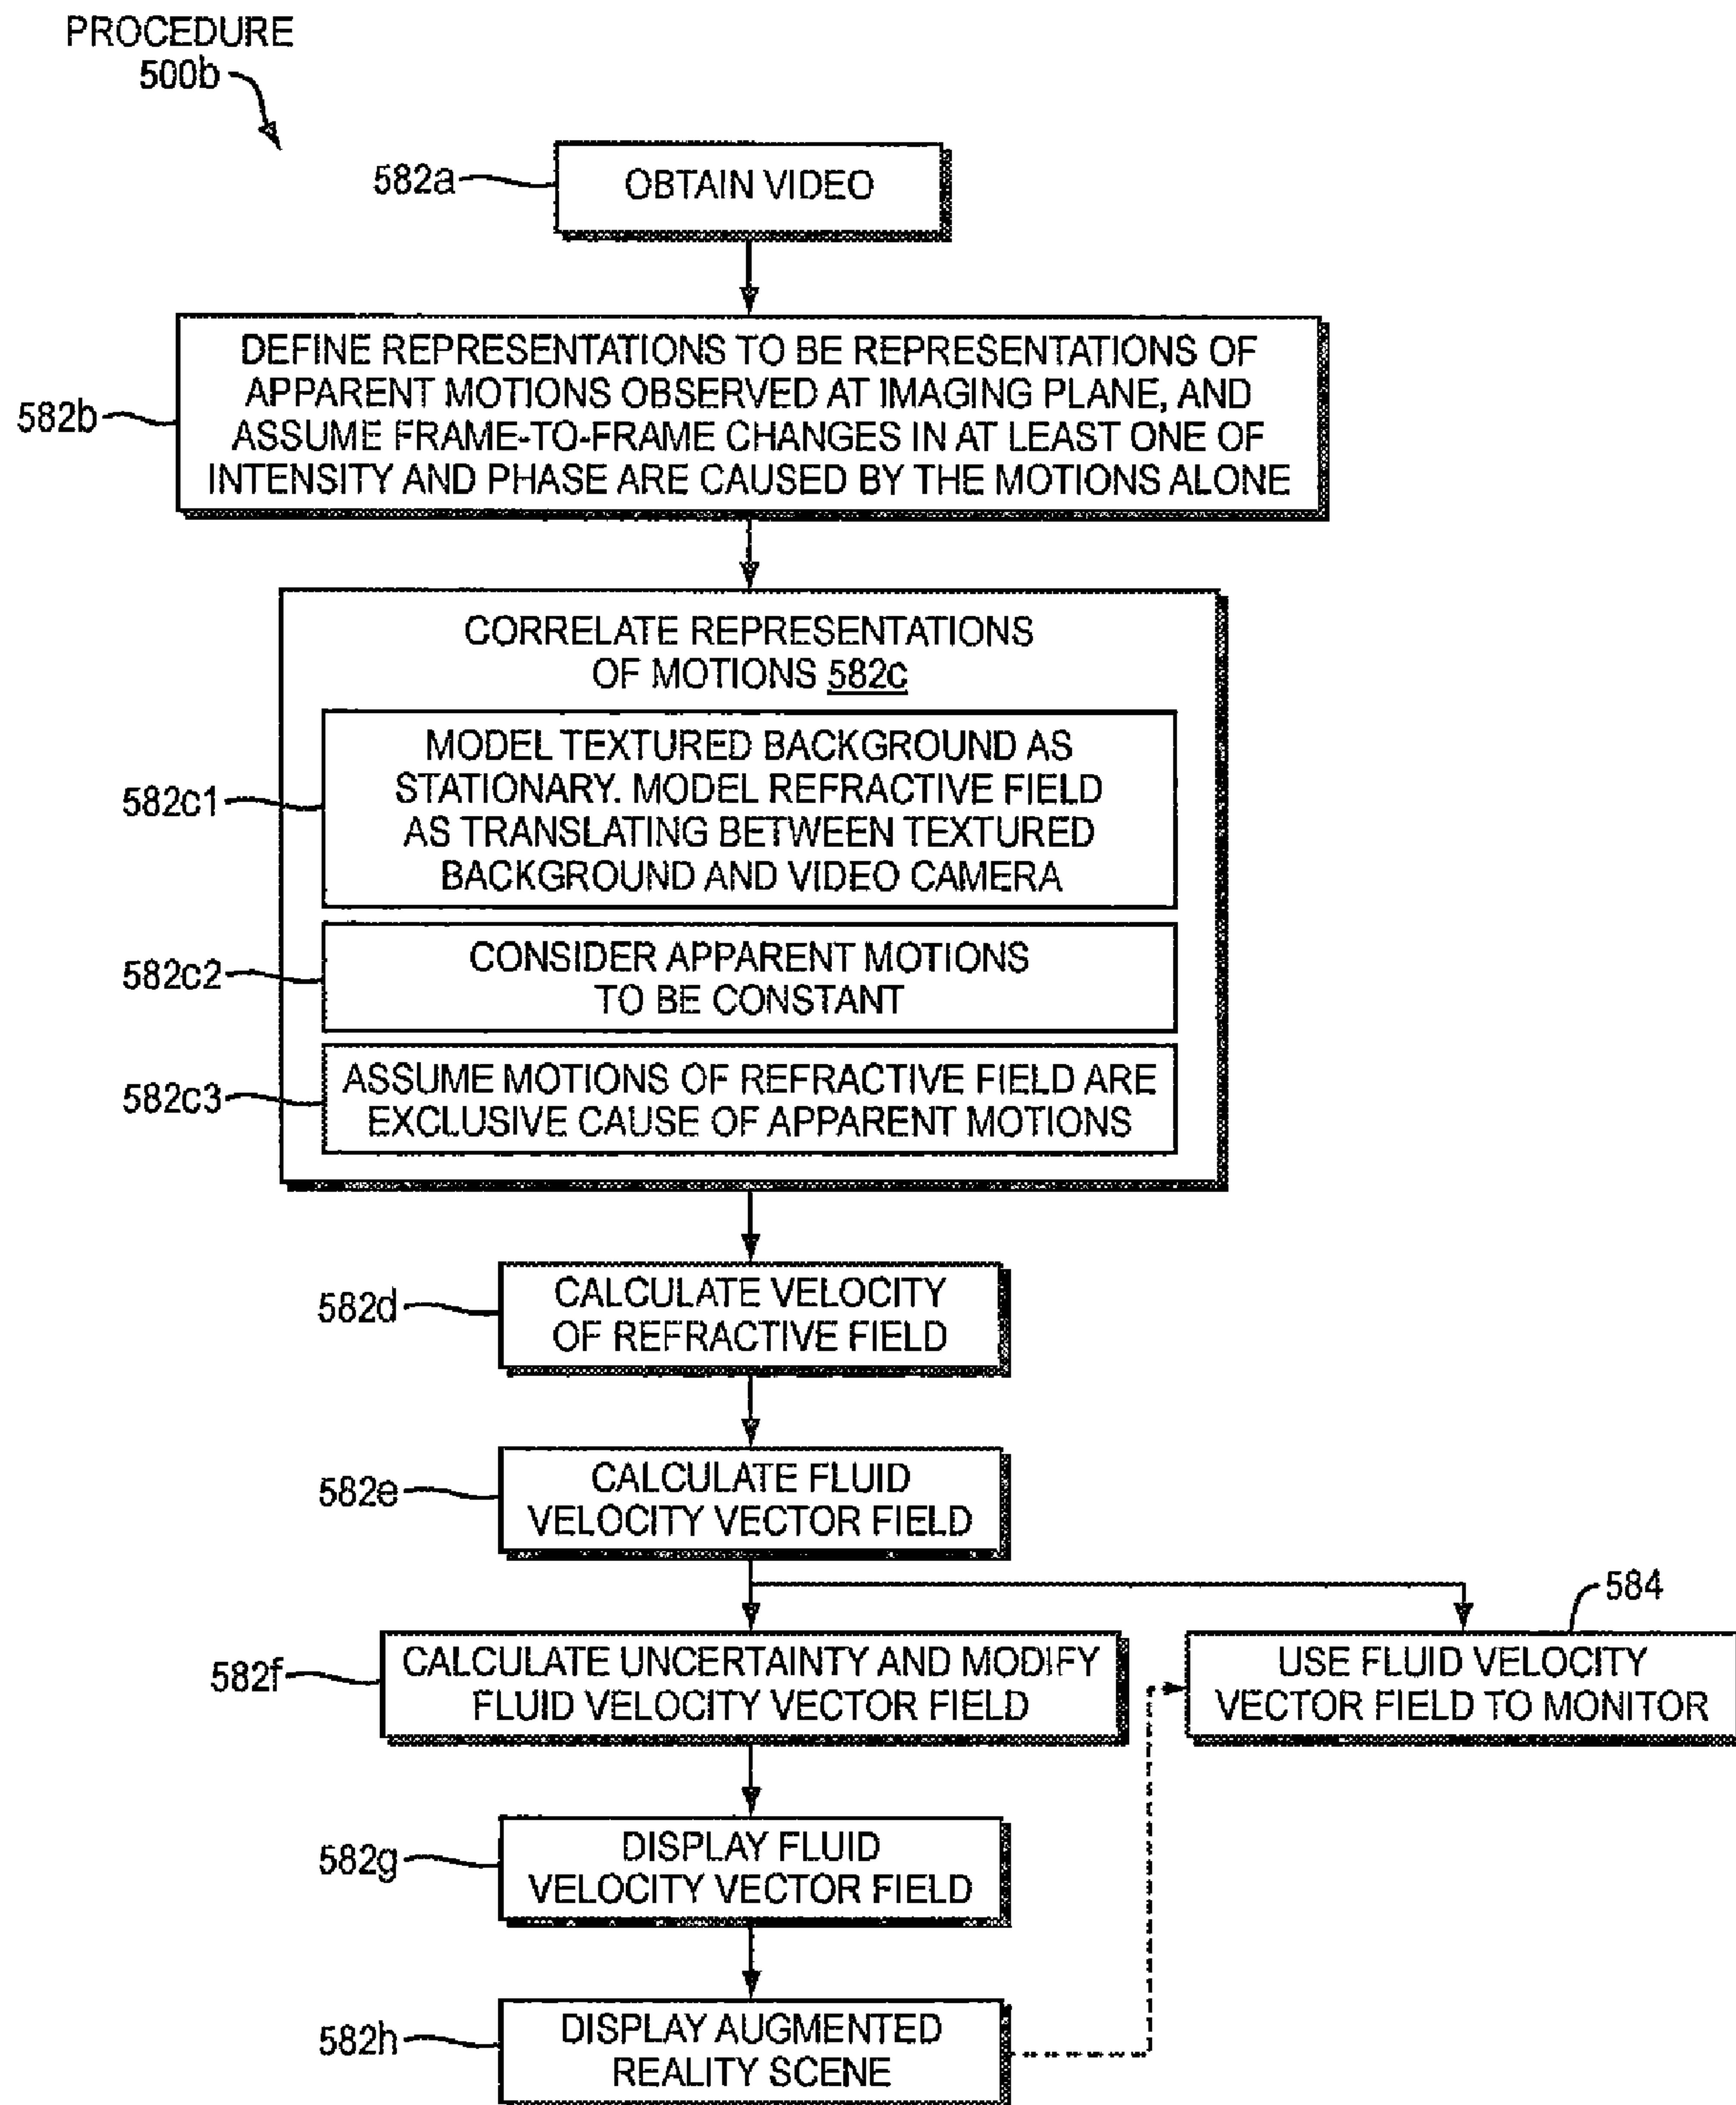 PROCEDURE
500b
582a
OBTAIN VIDEO
582b
DEFINE REPRESENTATIONS TO BE REPRESENTATIONS OF
APPARENT MOTIONS OBSERVED AT IMAGING PLANE, AND
ASSUME FRAME-TO-FRAME CHANGES IN AT LEAST ONE OF
INTENSITY AND PHASE ARE CAUSED BY THE MOTIONS ALONE
CORRELATE REPRESENTATIONS
OF MOTIONS 582c
582c1
MODEL TEXTURED BACKGROUND AS
STATIONARY. MODEL REFRACTIVE FIELD
AS TRANSLATING BETWEEN TEXTURED
BACKGROUND AND VIDEO CAMERA
582c2
CONSIDER APPARENT MOTIONS
TO BE CONSTANT
582c3
ASSUME MOTIONS OF REFRACTIVE FIELD ARE
EXCLUSIVE CAUSE OF APPARENT MOTIONS
582d
CALCULATE VELOCITY
OF REFRACTIVE FIELD
582e
CALCULATE FLUID
VELOCITY VECTOR FIELD
582f
CALCULATE UNCERTAINTY AND MODIFY
FLUID VELOCITY VECTOR FIELD
584
USE FLUID VELOCITY
VECTOR FIELD TO MONITOR
582g
DISPLAY FLUID
VELOCITY VECTOR FIELD
582h
DISPLAY AUGMENTED
REALITY SCENE